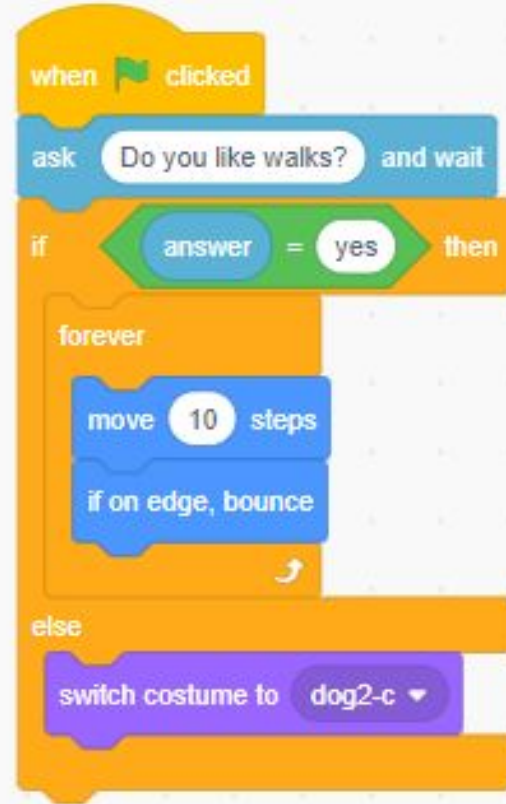 when clicked
ask Do you like walks? and wait
if answer = yes then
forever
move 10 steps
if on edge, bounce
else
switch costume to dog2-c